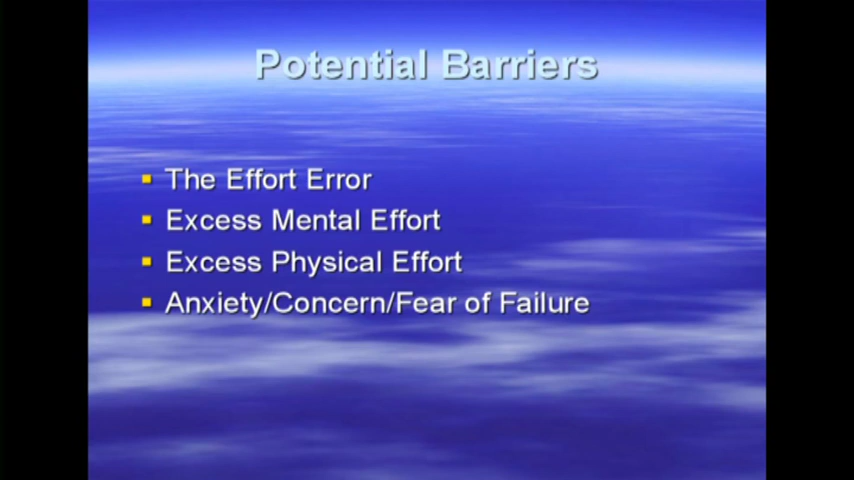 Potential Barriers
The Effort Error
Excess Mental Effort
Excess Physical Effort
Anxiety/Concern/Fear of Failure